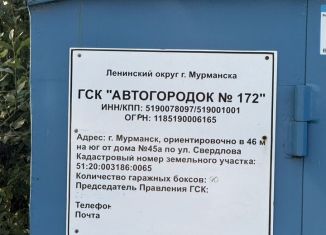 Ленинский округ г. Мурманска
ГСК "АВТОГОРОДОК № 172"
ИНН/КПП: 5190078097/519001001
ОГРН: 1185190006165
Адрес: г. Мурманск, ориентировочно в 46 м
на юг от дома №45а по ул. Свердлова
Кадастровый номер земельного участка:
51:20:003186:0065
Количество гаражных боксов:
Председатель Правления ГСК:
Телефон
Почта